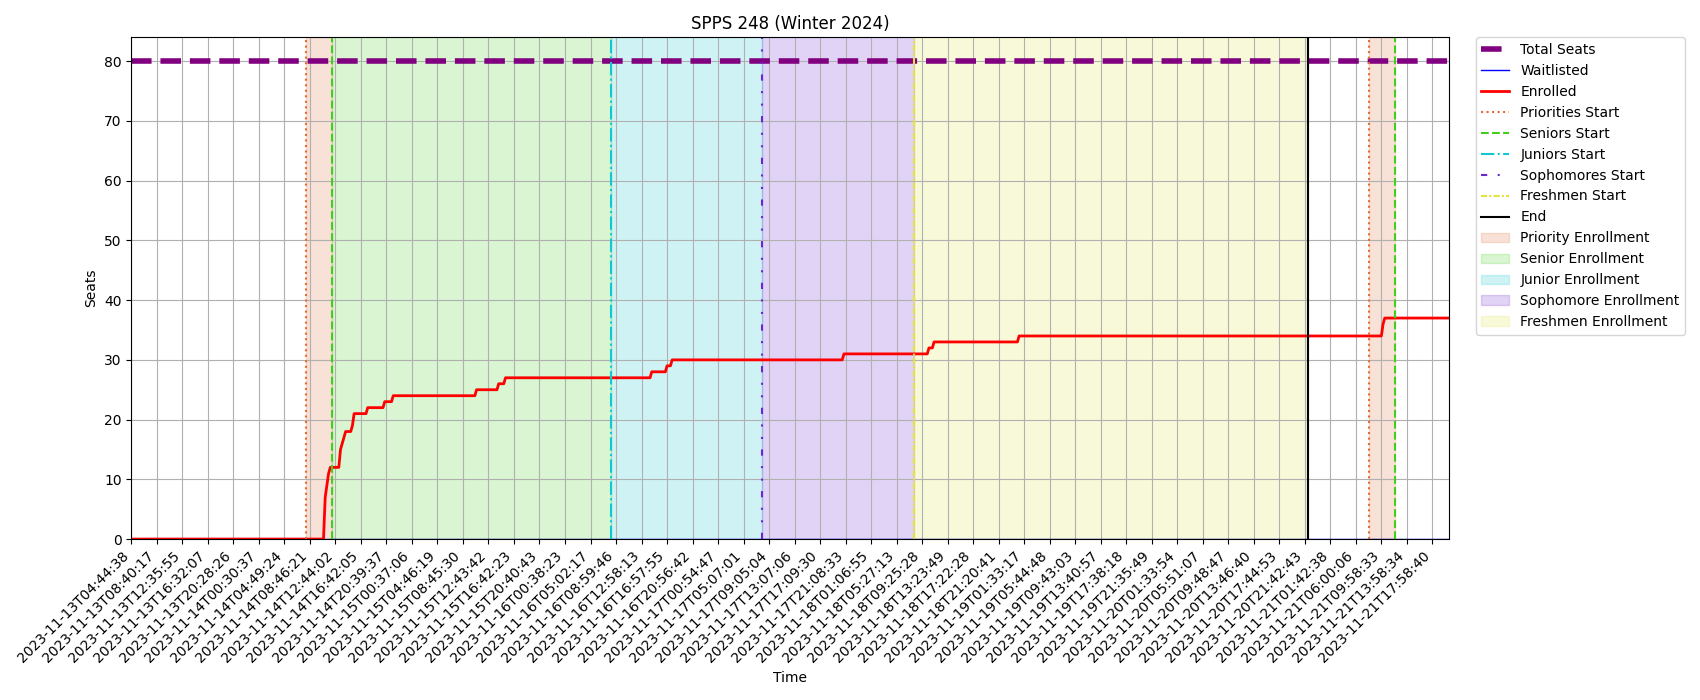 SPPS 248 (Winter 2024)
80
70
60
50
40
30
20
10
0
Seats
2023-11-13T04:44:38
2023-11-13T08:40:17
2023-11-13T12:35:55
2023-11-13T16:32:07
2023-11-13T20:28:26
2023-11-14T00:30:37
2023-11-14T04:49:24
2023-11-14T08:46:21
2023-11-14T12:44:02
2023-11-14T16:42:05
2023-11-14T20:39:37
2023-11-15T00:37:06
2023-11-15T04:46:19
2023-11-15T08:45:30
2023-11-15T12:43:42
2023-11-15T16:42:23
2023-11-15T20:40:43
2023-11-16T00:38:23
2023-11-16T05:02:17
2023-11-16T08:59:46
2023-11-16T12:58:13
2023-11-16T16:57:55
2023-11-16T20:56:42
2023-11-17T00:54:47
2023-11-17T05:07:01
2023-11-17T09:05:04
2023-11-17T13:07:06
2023-11-17T17:09:30
2023-11-17T21:08:33
2023-11-18T01:06:55
2023-11-18T05:27:13
2023-11-18T09:25:28
2023-11-18T13:23:49
2023-11-18T17:22:28
2023-11-18T21:20:41
2023-11-19T01:33:17
2023-11-19T05:44:48
2023-11-19T09:43:03
2023-11-19T13:40:57
2023-11-19T17:38:18
2023-11-19T21:35:49
2023-11-20T01:33:54
2023-11-20T05:51:07
2023-11-20T09:48:47
2023-11-20T13:46:40
2023-11-20T17:44:53
2023-11-20T21:42:43
2023-11-21T01:42:38
2023-11-21T06:00:06
2023-11-21T09:58:33
2023-11-21T13:58:34
2023-11-21T17:58:40
Time
Total Seats
Waitlisted
Enrolled
Priorities Start
Seniors Start
Juniors Start
Sophomores Start
Freshmen Start
End
Priority Enrollment
Senior Enrollment
Junior Enrollment
Sophomore Enrollment
Freshmen Enrollment